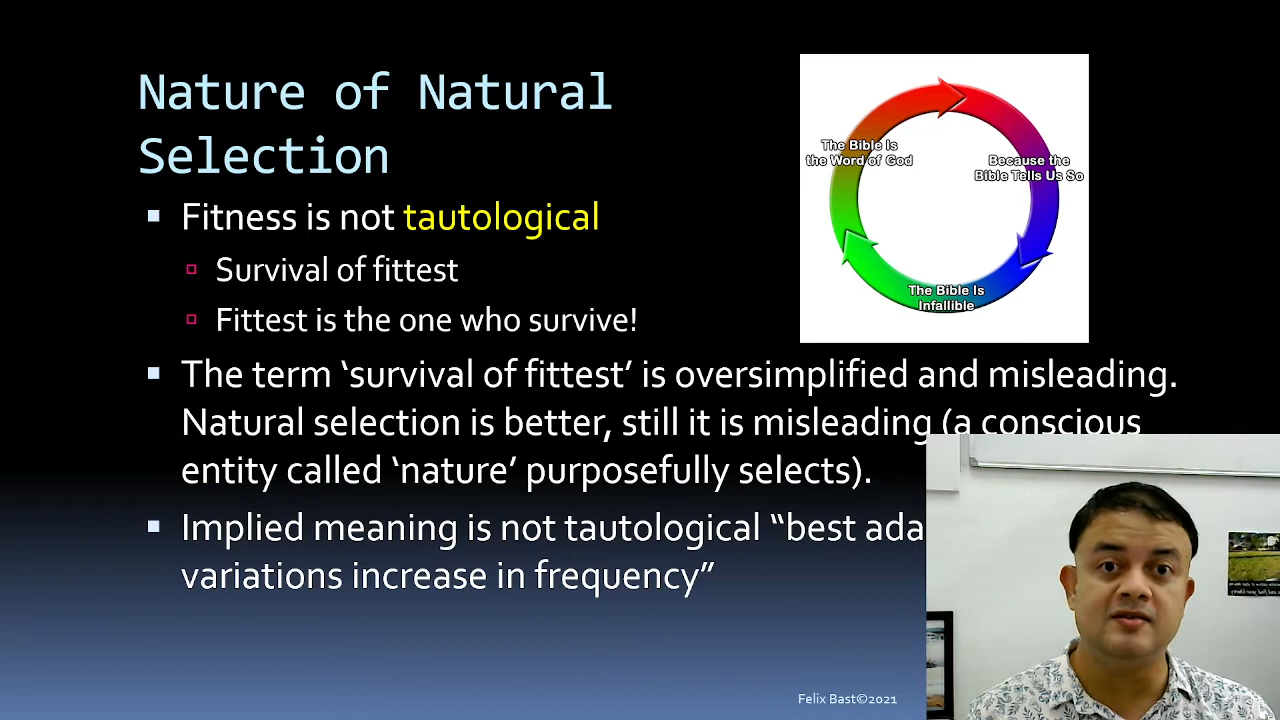 Nature of Natural
Selection
Fitness is not tautological
Survival of fittest
Fittest is the one who survive!
The term ‘survival of fittest’ is oversimplified and misleading.
Natural selection is better, still it is misleading (a conscious
entity called ‘nature’ purposefully selects).
Implied meaning is not tautological “best ada
variations increase in frequency”
The Bible Is
the Word of God
Because the
Bible Tells Us So
The Bible Is
Infallible
Felix Bast©2021